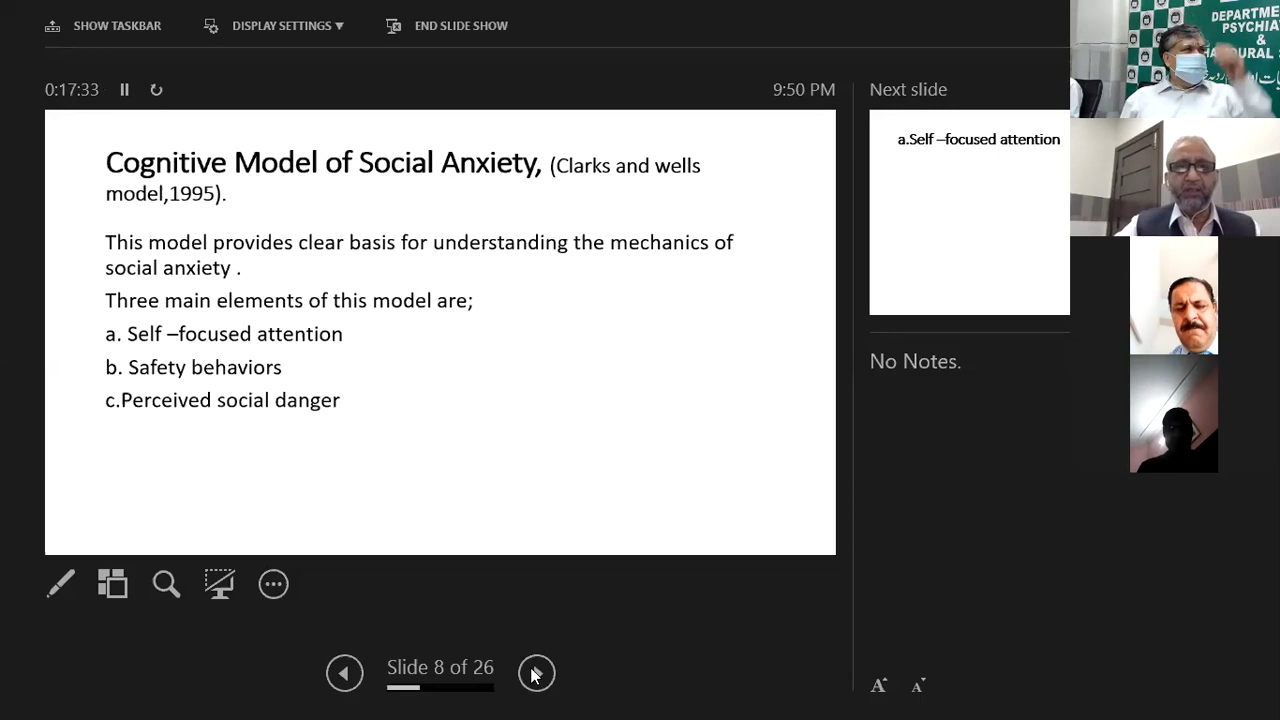 SHOW TASKBAR
DISPLAY SETTINGS
END SLIDE SHOW
0:17:33
9:50 PM
Cognitive Model of Social Anxiety, (Clarks and wells
model,1995).
This model provides clear basis for understanding the mechanics of
social anxiety .
Three main elements of this model are;
a. Self –focused attention
b. Safety behaviors
c.Perceived social danger
Slide 8 of 26
Next slide
a.Self –focused attention
No Notes.
A
A
DEPARTME
PSYCHIA
&